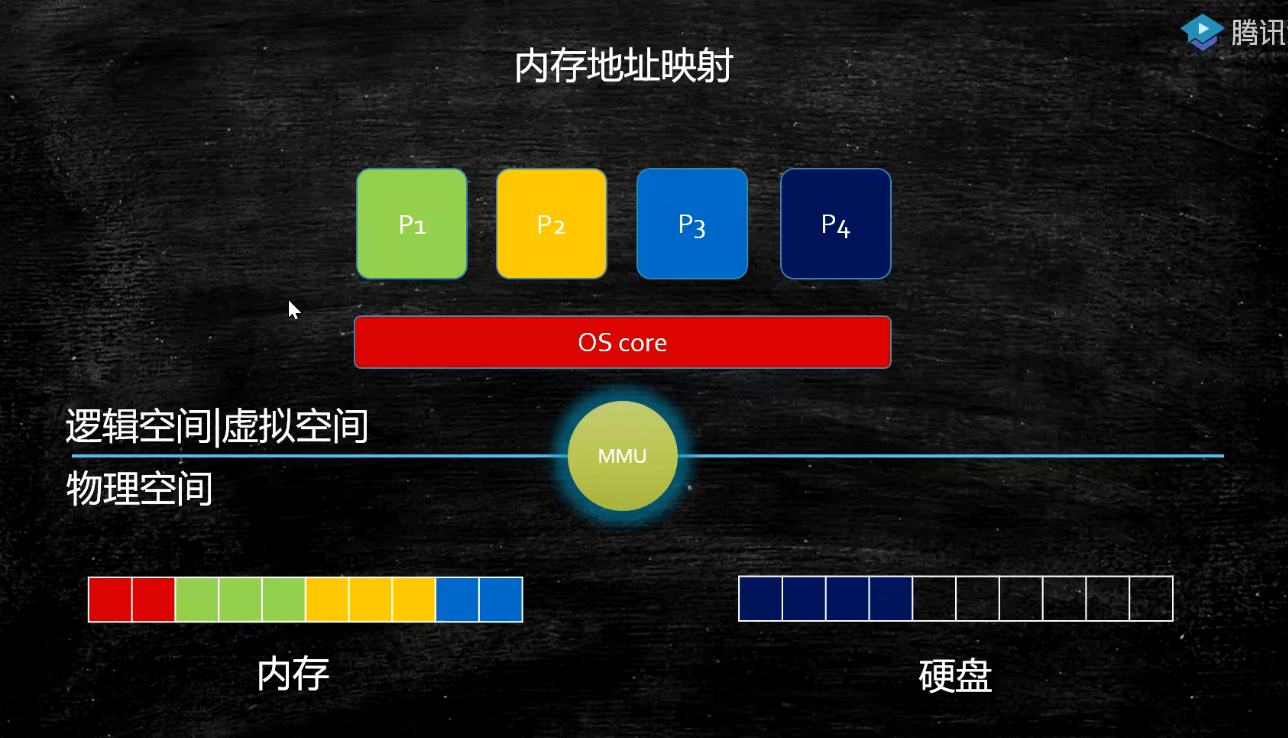 腾讯
内存地址映射
P1
P2
P3
P4
OS core
逻辑空间|虚拟空间
MMU
物理空间
内存
硬盘